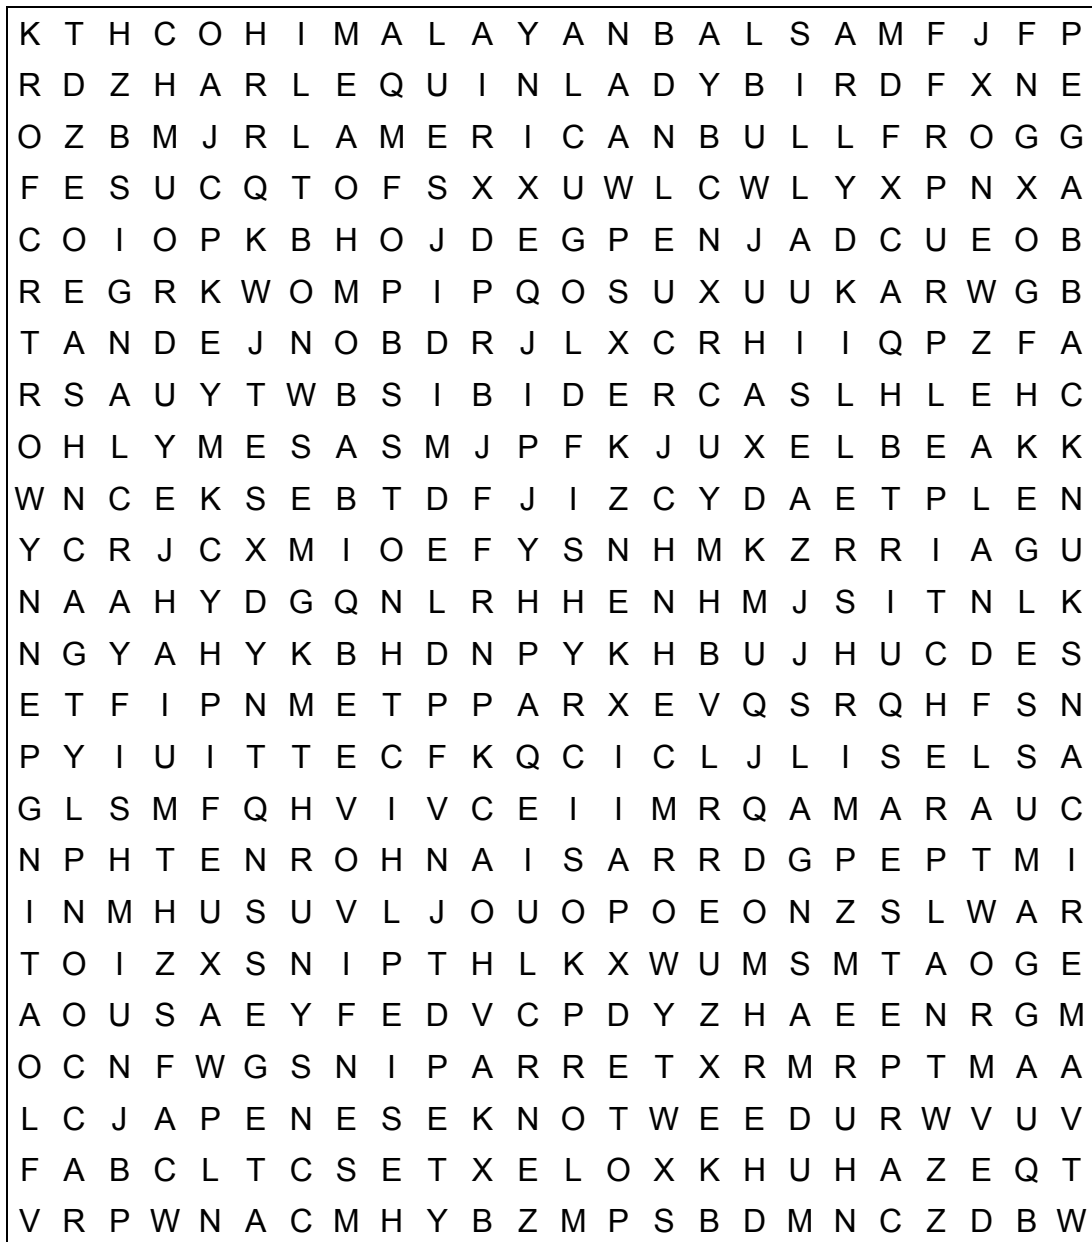 K T H C O H I M A L A Y A N B A L S A M F J F P
R D Z H A R L E Q U I N L A D Y B I R D F X N E
O Z B M J R L A M E R I C A N B U L L F R O G G
F E S U C Q T O F S X X U W L C W L Y X P N X A
C O I O P K B H O J D E G P E N J A D C U E O B
R E G R K W O M P I P Q O S U X U U K A R W G B
T A N D E J N O B D R J L X C R H I I Q P Z F A
R S A U Y T W B S I B I D E R C A S L H L E H C
O H L Y M E S A S M J P F K J U X E L B E A K K
W N C E K S E B T D F J I Z C Y D A E T P L E N
Y C R J C X M I O E F Y S N H M K Z R R I A G U
N A A H Y D G Q N L R H H E N H M J S I T N L K
N G Y A H Y K B H D N P Y K H B U J H U C D E S
E T F I P N M E T P P A R X E V Q S R Q H F S N
P Y I U I T T E C F K Q C I C L J L I S E L S A
G L S M F Q H V I V C E I I M R Q A M A R A U C
N P H T E N R O H N A I S A R R D G P E P T M I
I N M H U S U V L J O U O P O E O N Z S L W A R
T O I Z X S N I P T H L K X W U M S M T A O G E
A O U S A E Y F E D V C P D Y Z H A E E N R G M
O C N F W G S N I P A R R E T X R M R P T M A A
L C J A P E N E S E K N O T W E E D U R W V U V
F A B C L T C S E T X E L O X K H U H A Z E Q T
V R P W N A C M H Y B Z M P S B D M N C Z D B W